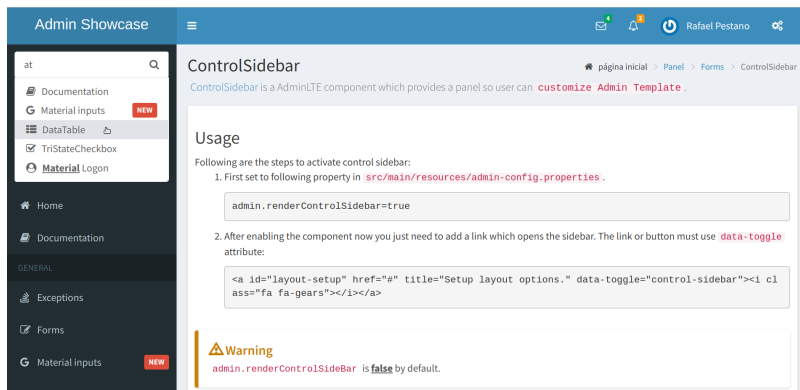 Admin Showcase
4
3
Rafael Pestano
at
Documentation
Material inputs NEW
DataTable
TriStateCheckbox
Material Logon
Home
Documentation
GENERAL
Exceptions
Forms
Material inputs NEW
ControlSidebar
página inicial > Panel > Forms > ControlSidebar
ControlSidebar is a AdminLTE component which provides a panel so user can customize Admin Template.
Usage
Following are the steps to activate control sidebar:
1. First set to following property in src/main/resources/admin-config.properties.
admin.renderControlSidebar=true
2. After enabling the component now you just need to add a link which opens the sidebar. The link or button must use data-toggle
attribute:
<a id="layout-setup" href="#" title="Setup layout options." data-toggle="control-sidebar"><i cl
ass="fa fa-gears"></i></a>
Warning
admin.renderControlSideBar is false by default.